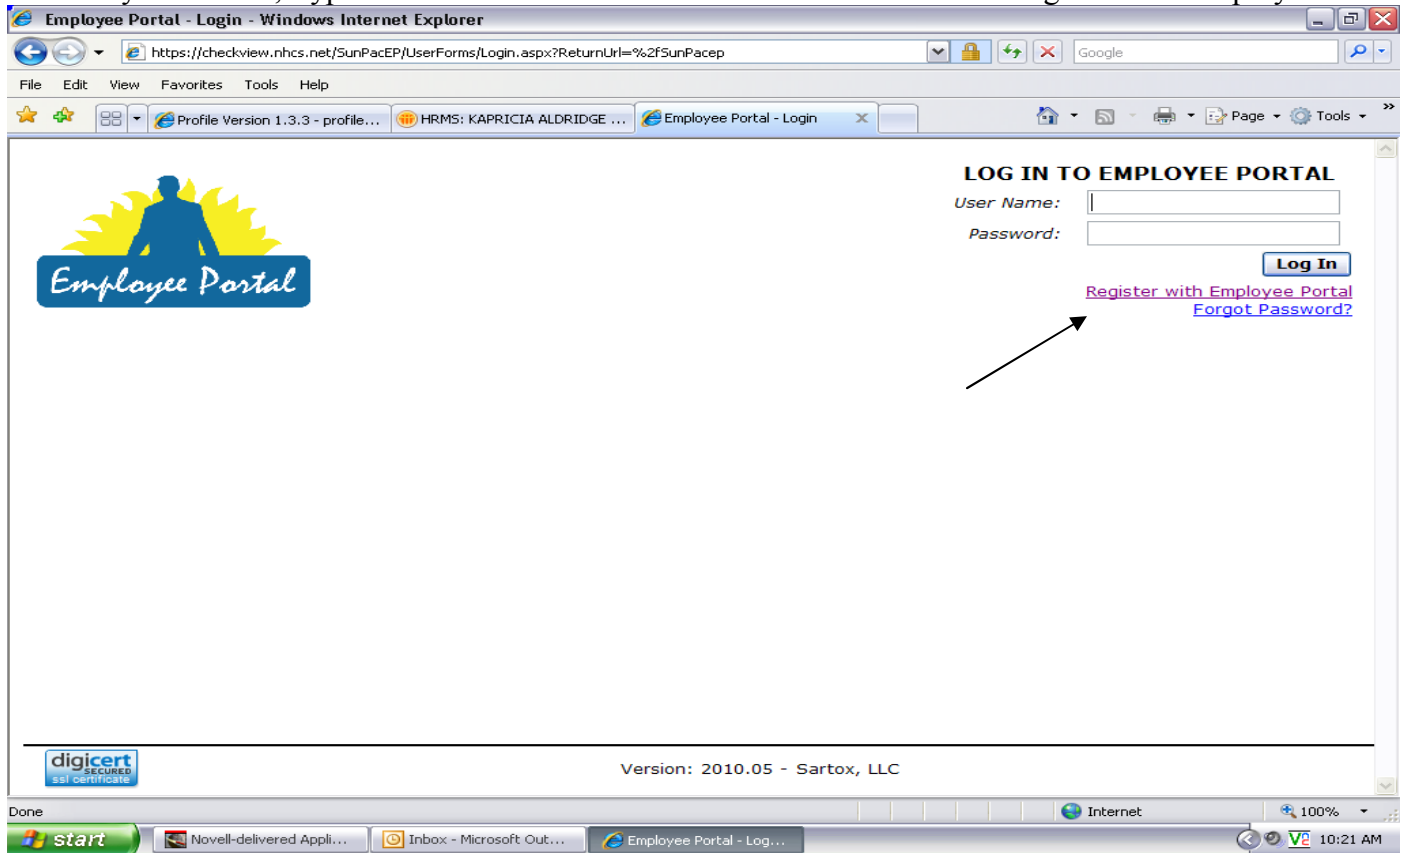 Employee Portal - Login - Windows Internet Explorer
https://checkview.nhcs.net/SunPacEP/UserForms/Login.aspx?ReturnUrl=%2fSunPacep
Google
File Edit View Favorites Tools Help
Profile Version 1.3.3 - profile... HRMS: KAPRICIA ALDRIDGE ... Employee Portal - Login Page Tools
LOG IN TO EMPLOYEE PORTAL
User Name:
Password:
Log In
Register with Employee Portal
Forgot Password?
Employee Portal
digicert
SECURED
ssl certificate
Version: 2010.05 - Sartox, LLC
Done Internet 100%
start Novell-delivered Appli... Inbox - Microsoft Out... Employee Portal - Log... 10:21 AM